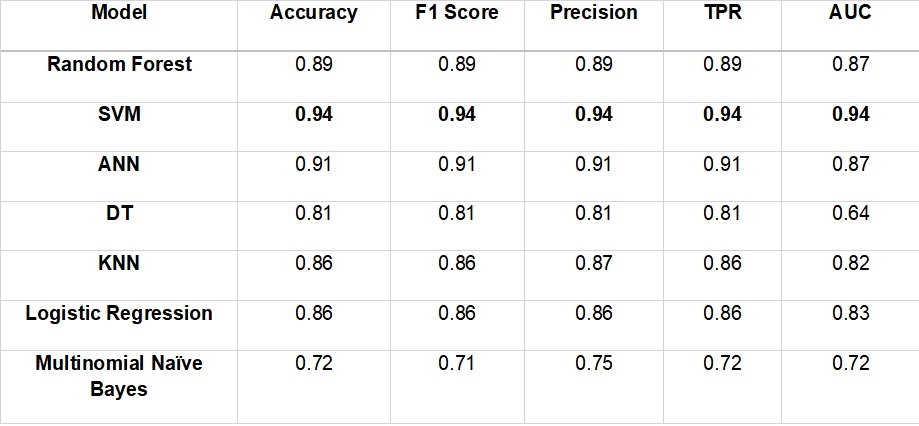 Model Accuracy F1 Score Precision TPR AUC
Random Forest 0.89 0.89 0.89 0.89 0.87
SVM 0.94 0.94 0.94 0.94 0.94
ANN 0.91 0.91 0.91 0.91 0.87
DT 0.81 0.81 0.81 0.81 0.64
KNN 0.86 0.86 0.87 0.86 0.82
Logistic Regression 0.86 0.86 0.86 0.86 0.83
Multinomial Naïve 0.72 0.71 0.75 0.72 0.72
Bayes